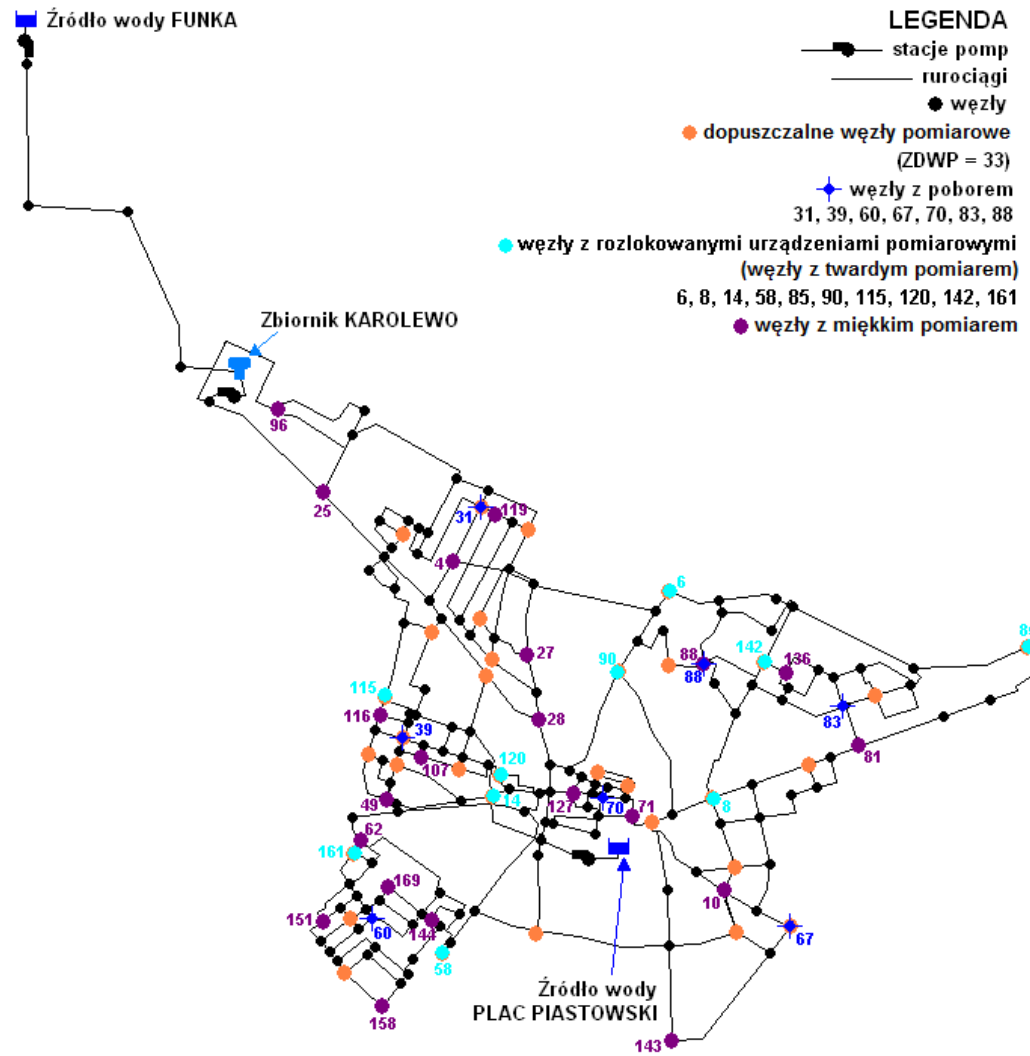 Źródło wody FUNKA
LEGENDA
stacje pomp
rurociągi
węzły
dopuszczalne węzły pomiarowe
(ZDWP = 33)
węzły z poborem
31, 39, 60, 67, 70, 83, 88
węzły z rozlokowanymi urządzeniami pomiarowymi
(węzły z twardym pomiarem)
6, 8, 14, 58, 85, 90, 115, 120, 142, 161
węzły z miękkim pomiarem
Zbiornik KAROLEWO
96
25
31
119
4
6
27
90
88
88
142
136
115
116
28
83
39
81
107
120
49
14
127
70
71
8
62
161
169
10
151
60
144
67
58
Źródło wody
PLAC PIASTOWSKI
158
143